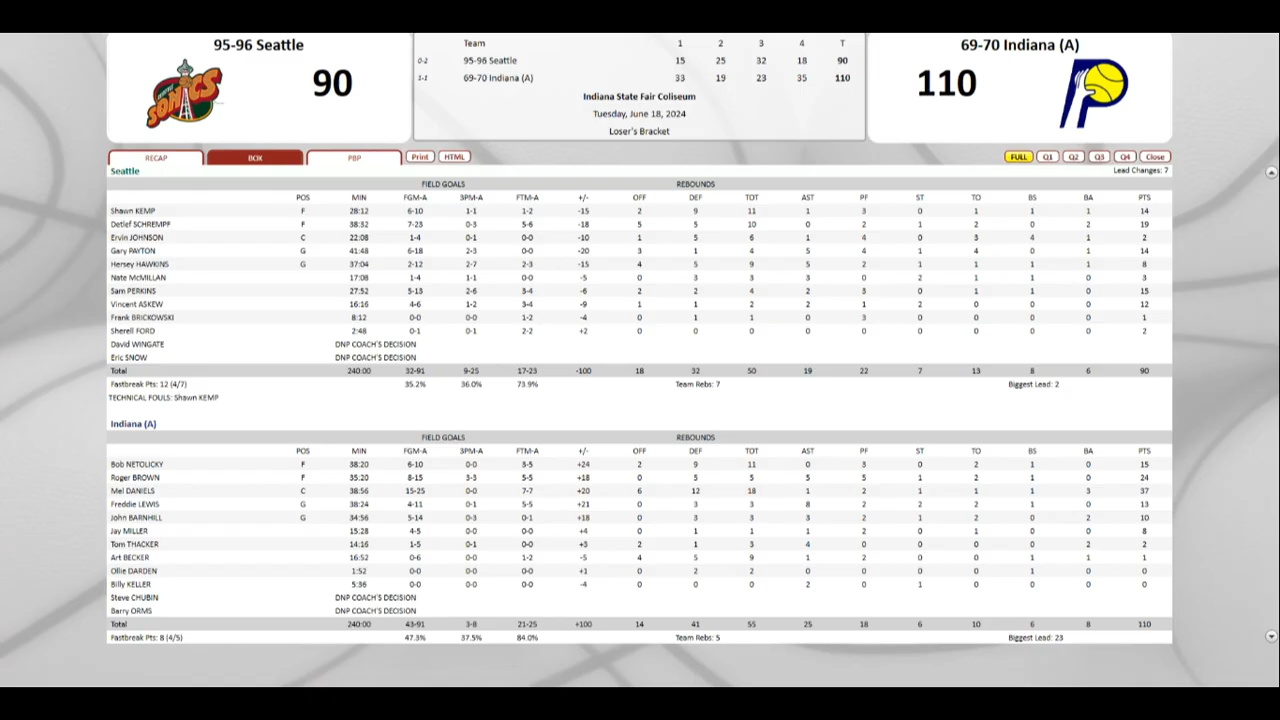 95-96 Seattle
90
SEATTLE SONICS
Team 1 2 3 4 T
0-2 95-96 Seattle 15 25 32 18 90
1-1 69-70 Indiana (A) 33 19 23 35 110
Indiana State Fair Coliseum
Tuesday, June 18, 2024
Loser's Bracket
69-70 Indiana (A)
110
RECAP BOX PBP Print HTML FULL Q1 Q2 Q3 Q4 Close
Seattle Lead Changes: 7
FIELD GOALS REBOUNDS
POS MIN FGM-A 3PM-A FTM-A +/- OFF DEF TOT AST PF ST TO BS BA PTS
Shawn KEMP F 28:12 6-10 1-1 1-2 -15 2 9 11 1 3 0 1 1 1 14
Detlef SCHREMPF F 38:32 7-23 0-3 5-6 -18 5 5 10 0 2 1 2 0 2 19
Ervin JOHNSON C 22:08 1-4 0-1 0-0 -10 1 5 6 1 4 0 3 4 1 2
Gary PAYTON G 41:48 6-18 2-3 0-0 -20 3 1 4 5 4 1 4 0 1 14
Hersey HAWKINS G 37:04 2-12 2-7 2-3 -15 4 5 9 5 2 1 1 1 1 8
Nate McMILLAN 17:08 1-4 1-1 0-0 -5 0 3 3 3 0 2 1 1 0 3
Sam PERKINS 27:52 5-13 2-6 3-4 -6 2 2 4 2 3 0 1 1 0 15
Vincent ASKEW 16:16 4-6 1-2 3-4 -9 1 1 2 2 1 2 0 0 0 12
Frank BRICKOWSKI 8:12 0-0 0-0 1-2 -4 0 1 1 0 3 0 0 0 0 1
Sherell FORD 2:48 0-1 0-1 2-2 +2 0 0 0 0 0 0 0 0 0 2
David WINGATE DNP COACH'S DECISION
Eric SNOW DNP COACH'S DECISION
Total 240:00 32-91 9-25 17-23 -100 18 32 50 19 22 7 13 8 6 90
Fastbreak Pts: 12 (4/7) 35.2% 36.0% 73.9% Team Rebs: 7 Biggest Lead: 2
TECHNICAL FOULS: Shawn KEMP
Indiana (A)
FIELD GOALS REBOUNDS
POS MIN FGM-A 3PM-A FTM-A +/- OFF DEF TOT AST PF ST TO BS BA PTS
Bob NETOLICKY F 38:20 6-10 0-0 3-5 +24 2 9 11 0 3 0 2 1 0 15
Roger BROWN F 35:20 8-15 3-3 5-5 +18 0 5 5 5 5 1 2 1 0 24
Mel DANIELS C 38:56 15-25 0-0 7-7 +20 6 12 18 1 2 1 1 1 3 37
Freddie LEWIS G 38:24 4-11 0-1 5-5 +21 0 3 3 8 2 2 2 1 0 13
John BARNHILL G 34:56 5-14 0-3 0-1 +18 0 3 3 3 2 1 2 0 2 10
Jay MILLER 15:28 4-5 0-0 0-0 +4 0 1 1 1 2 0 1 0 0 8
Tom THACKER 14:16 1-5 0-1 0-0 +3 2 1 3 4 0 0 0 0 2 2
Art BECKER 16:52 0-6 0-0 1-2 -5 4 5 9 1 2 0 0 1 1 1
Ollie DARDEN 1:52 0-0 0-0 0-0 +1 0 2 2 0 0 0 0 1 0 0
Billy KELLER 5:36 0-0 0-0 0-0 -4 0 0 0 2 0 1 0 0 0 0
Steve CHUBIN DNP COACH'S DECISION
Barry ORMS DNP COACH'S DECISION
Total 240:00 43-91 3-8 21-25 +100 14 41 55 25 18 6 10 6 8 110
Fastbreak Pts: 8 (4/5) 47.3% 37.5% 84.0% Team Rebs: 5 Biggest Lead: 23